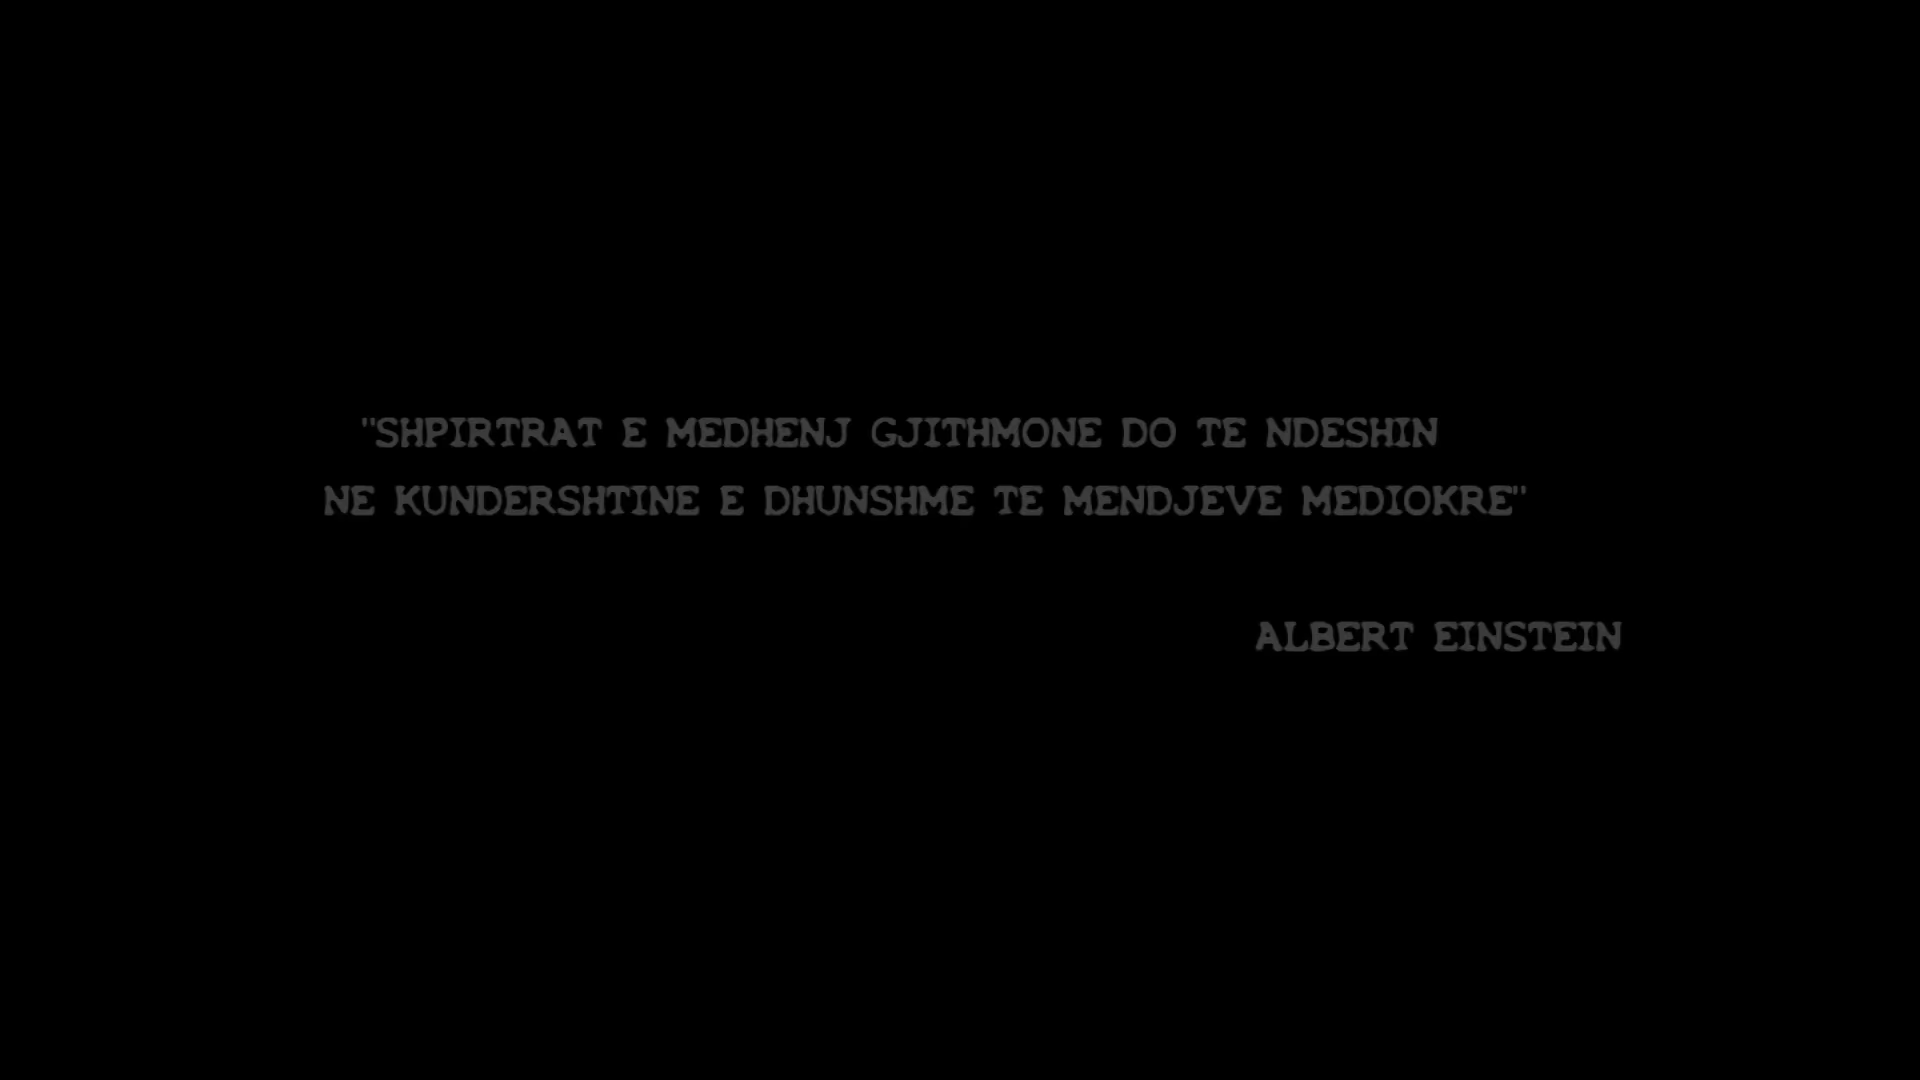 "SHPIRTRAT E MEDHENJ GJITHMONE DO TE NDESHIN
NE KUNDERSHTINE E DHUNSHME TE MENDJEVE MEDIOKRE"
ALBERT EINSTEIN